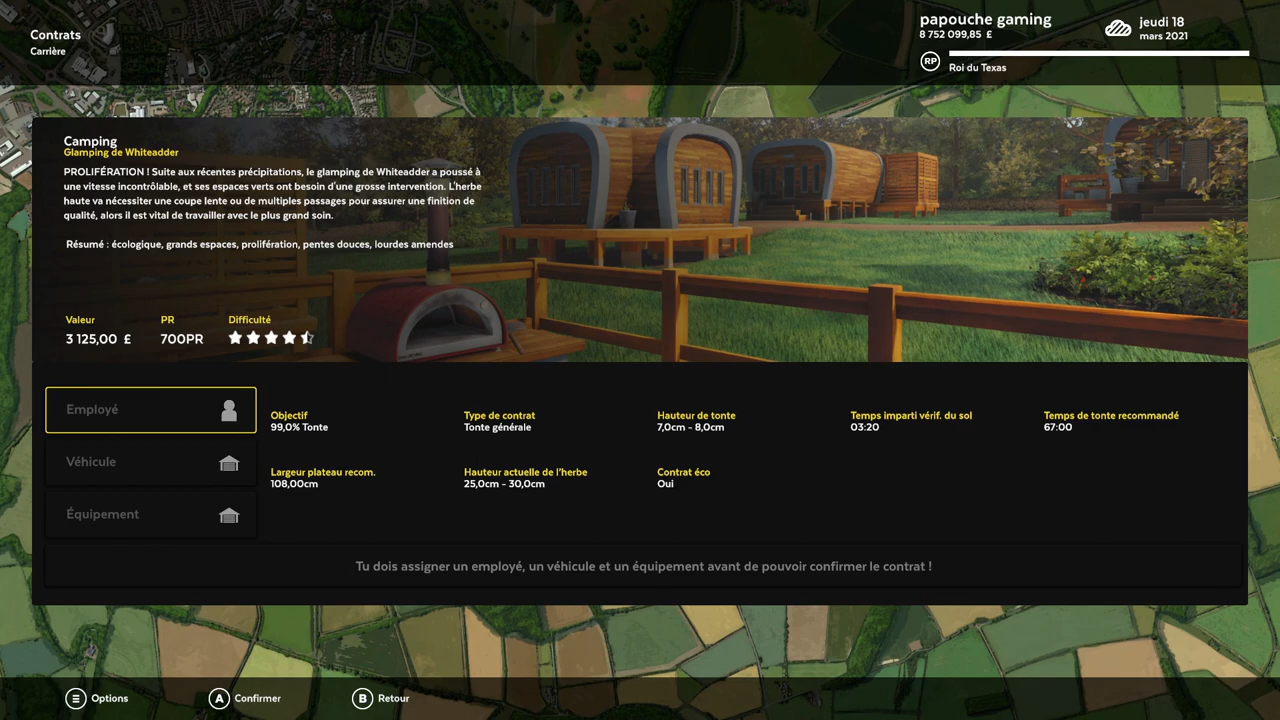 Contrats
Carrière
papouche gaming
8 752 099,85 £
jeudi 18
mars 2021
RP
Roi du Texas
Camping
Glamping de Whiteadder
PROLIFÉRATION ! Suite aux récentes précipitations, le glamping de Whiteadder a poussé à
une vitesse incontrôlable, et ses espaces verts ont besoin d'une grosse intervention. L'herbe
haute va nécessiter une coupe lente ou de multiples passages pour assurer une finition de
qualité, alors il est vital de travailler avec le plus grand soin.
Résumé : écologique, grands espaces, prolifération, pentes douces, lourdes amendes
Valeur
PR
Difficulté
3 125,00 £
700PR
Employé
Véhicule
Équipement
Objectif
99,0% Tonte
Type de contrat
Tonte générale
Hauteur de tonte
7,0cm - 8,0cm
Temps imparti vérif. du sol
03:20
Temps de tonte recommandé
67:00
Largeur plateau recom.
108,00cm
Hauteur actuelle de l'herbe
25,0cm - 30,0cm
Contrat éco
Oui
Tu dois assigner un employé, un véhicule et un équipement avant de pouvoir confirmer le contrat !
Options
A Confirmer
B Retour